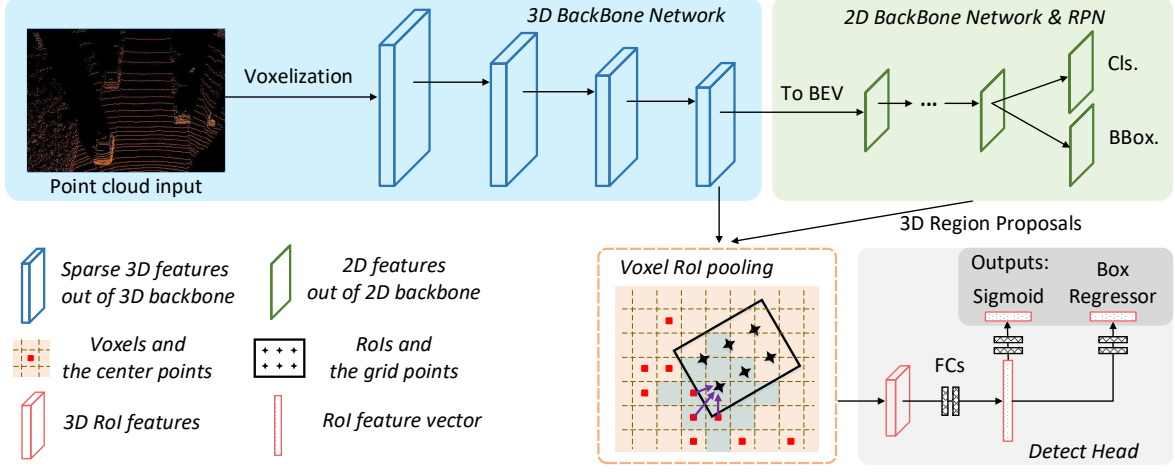 3D BackBone Network
2D BackBone Network & RPN
Voxelization
To BEV
...
Cls.
BBox.
Point cloud input
3D Region Proposals
Sparse 3D features
out of 3D backbone
2D features
out of 2D backbone
Voxels and
the center points
RoIs and
the grid points
3D RoI features
RoI feature vector
Voxel RoI pooling
Outputs:
Sigmoid
Box
Regressor
FCs
Detect Head